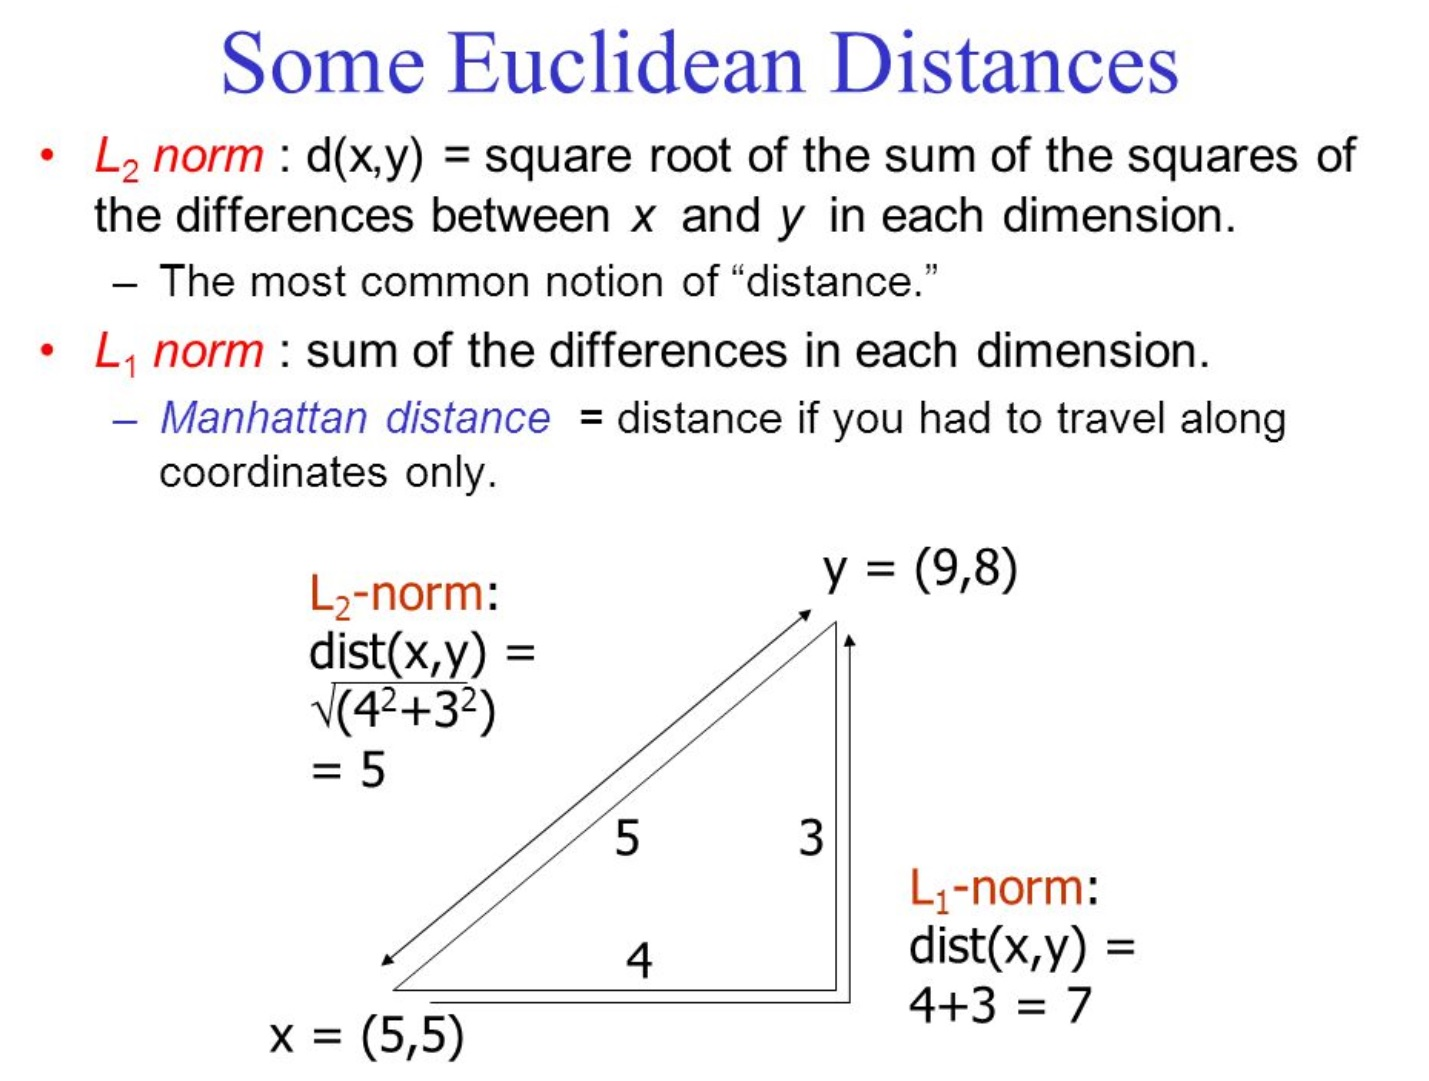 Some Euclidean Distances
• L₂ norm : d(x,y) = square root of the sum of the squares of
the differences between x and y in each dimension.
– The most common notion of “distance.”
• L₁ norm : sum of the differences in each dimension.
– Manhattan distance = distance if you had to travel along
coordinates only.
y = (9,8)
L₂-norm:
dist(x,y) =
√(4²+3²)
= 5
5
3
4
L₁-norm:
dist(x,y) =
4+3 = 7
x = (5,5)